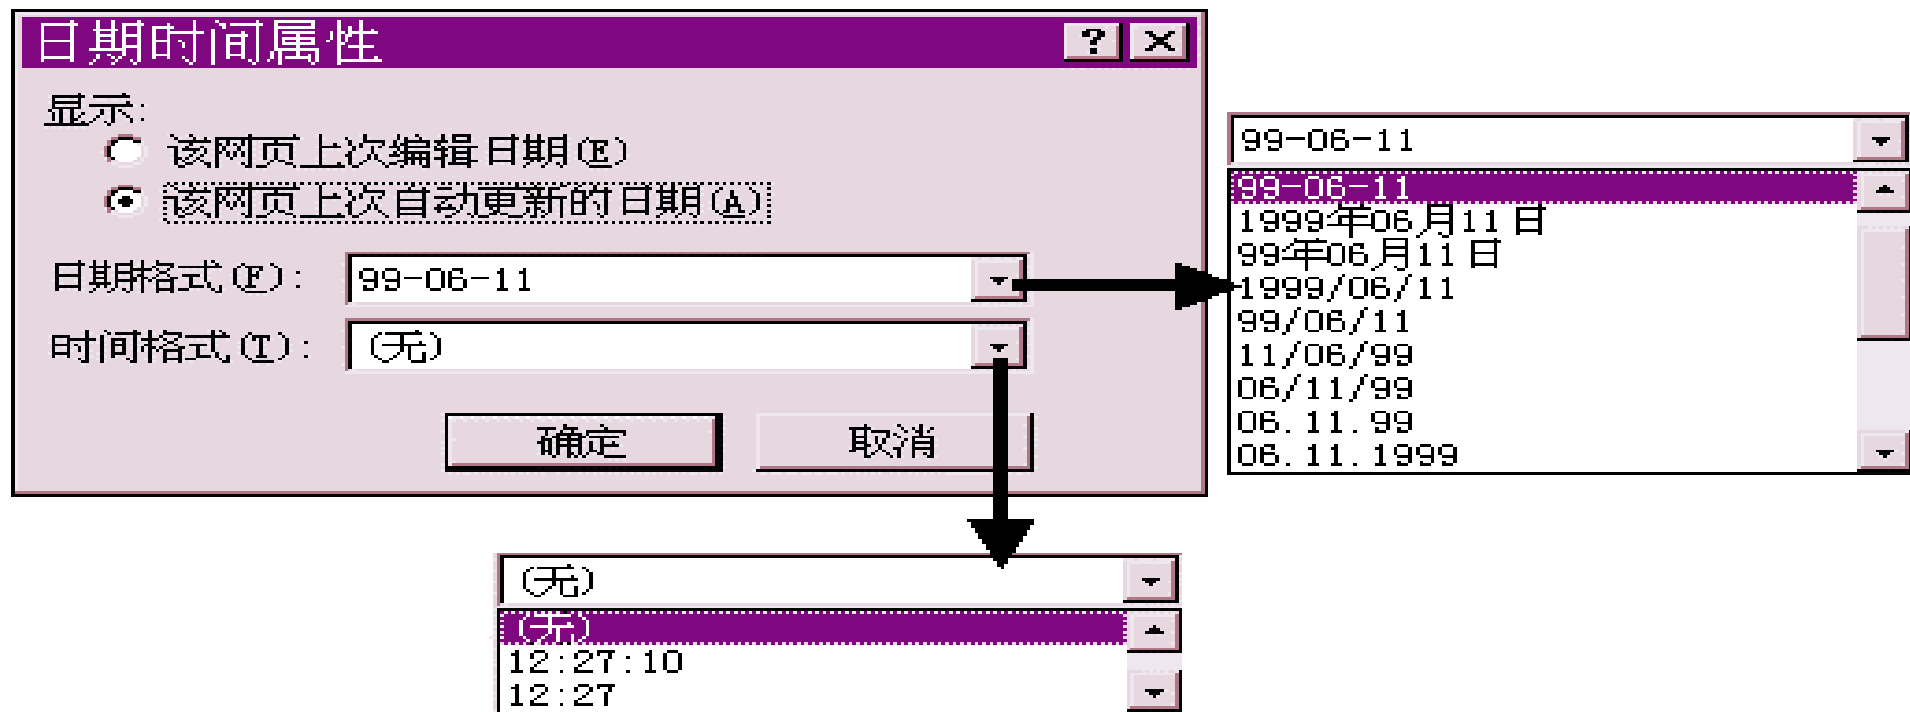 日期时间属性
显示:
该网页上次编辑日期(E)
该网页上次自动更新的日期(A)
日期格式(F): 99-06-11
时间格式(T): (无)
确定 取消
99-06-11
99-06-11
1999年06月11日
99年06月11日
1999/06/11
99/06/11
11/06/99
06/11/99
06.11.99
06.11.1999
(无)
(无)
12:27:10
12:27